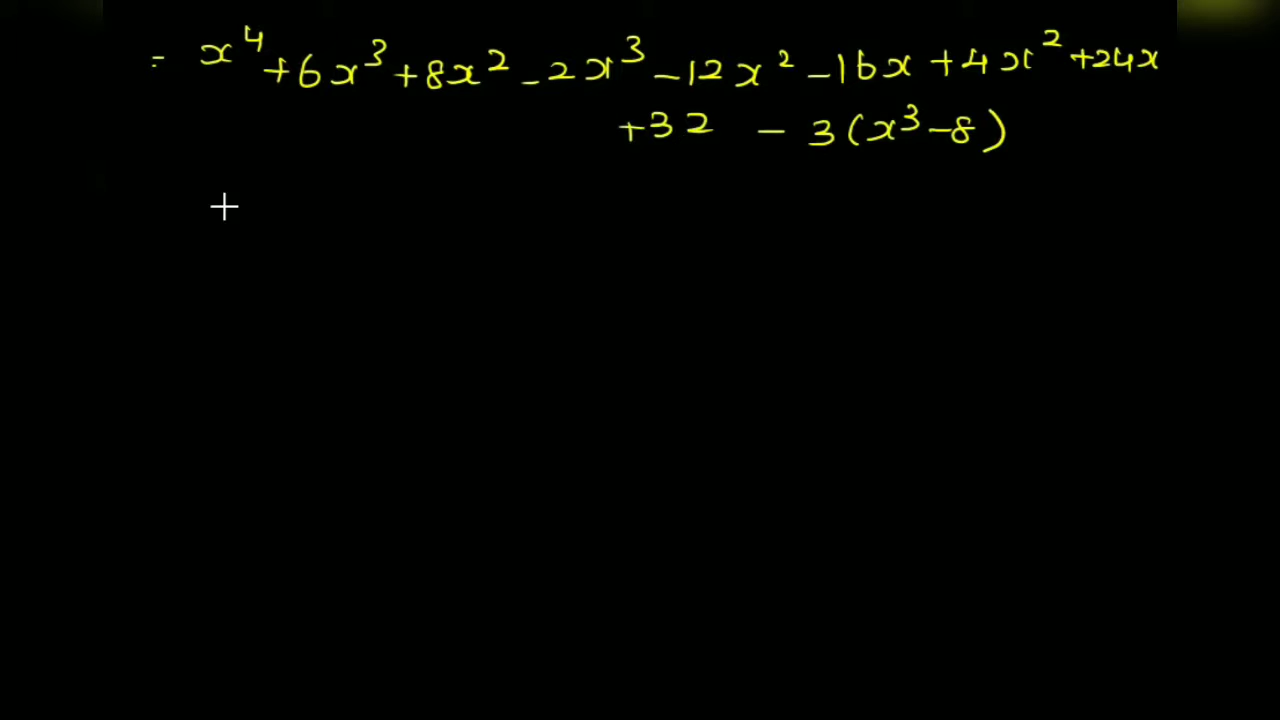 = x⁴ + 6x³ + 8x² - 2x³ - 12x² - 16x + 4x² + 24x
+ 32 - 3(x³ - 8)